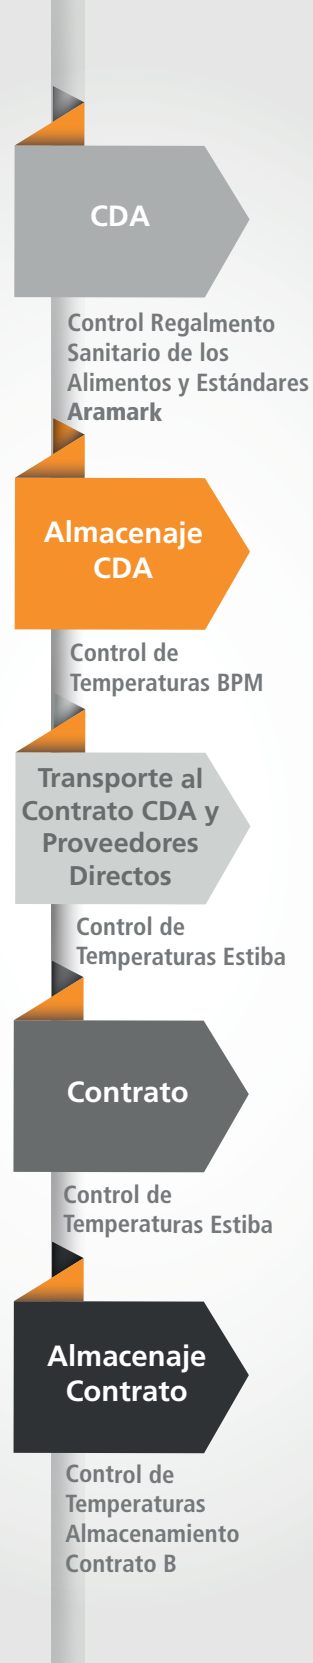 CDA
Control Regalmento
Sanitario de los
Alimentos y Estándares
Aramark
Almacenaje
CDA
Control de
Temperaturas BPM
Transporte al
Contrato CDA y
Proveedores
Directos
Control de
Temperaturas Estiba
Contrato
Control de
Temperaturas Estiba
Almacenaje
Contrato
Control de
Temperaturas
Almacenamiento
Contrato B